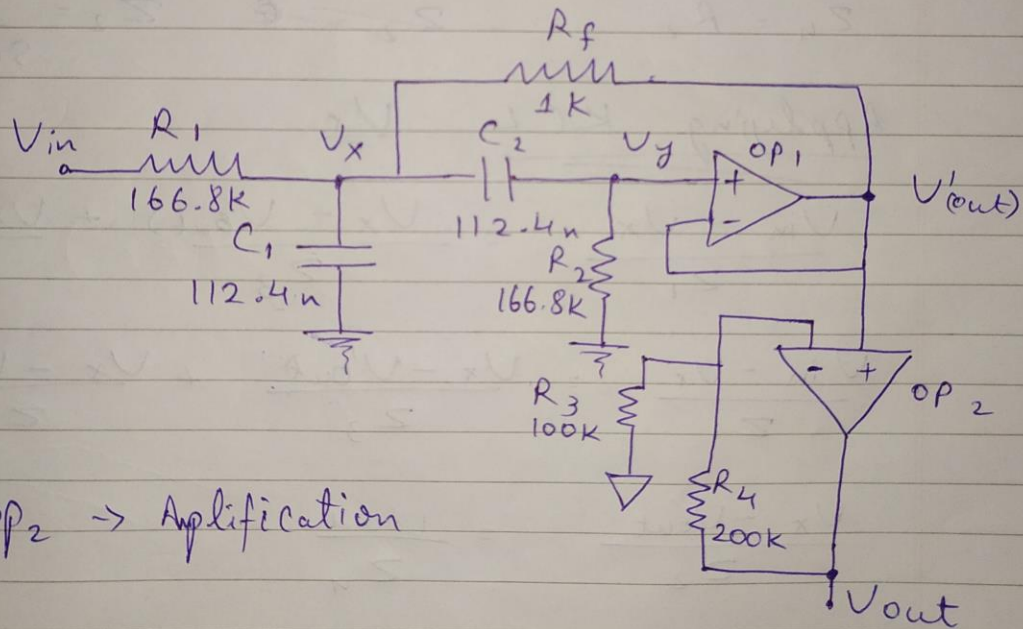 Rf
1K
Vin
R1
166.8K
Vx
C2
112.4n
Vy
OP1
+
-
V'(out)
C1
112.4n
R2
166.8K
R3
100K
-
+
OP2
R4
200K
P2 → Aplification
Vout